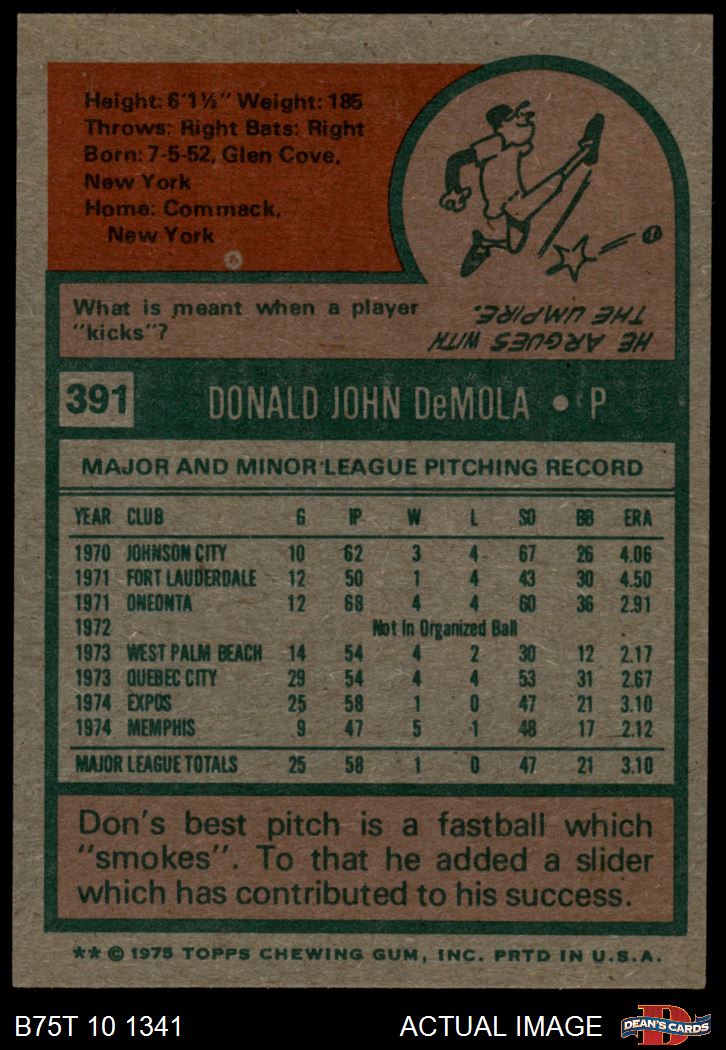 Height: 6'1½" Weight: 185
Throws: Right Bats: Right
Born: 7-5-52, Glen Cove,
New York
Home: Commack,
New York
What is meant when a player
"kicks"?
HE ARGUES WITH
THE UMPIRE.
391 DONALD JOHN DeMOLA • P
MAJOR AND MINOR LEAGUE PITCHING RECORD
YEAR CLUB G IP W L SO BB ERA
1970 JOHNSON CITY 10 62 3 4 67 26 4.06
1971 FORT LAUDERDALE 12 50 1 4 43 30 4.50
1971 ONEONTA 12 68 4 4 60 36 2.91
1972 Not In Organized Ball
1973 WEST PALM BEACH 14 54 4 2 30 12 2.17
1973 QUEBEC CITY 29 54 4 4 53 31 2.67
1974 EXPOS 25 58 1 0 47 21 3.10
1974 MEMPHIS 9 47 5 1 48 17 2.12
MAJOR LEAGUE TOTALS 25 58 1 0 47 21 3.10
Don's best pitch is a fastball which
"smokes". To that he added a slider
which has contributed to his success.
** © 1975 TOPPS CHEWING GUM, INC. PRTD IN U.S.A.
B75T 10 1341 ACTUAL IMAGE
D
DEAN'S CARDS